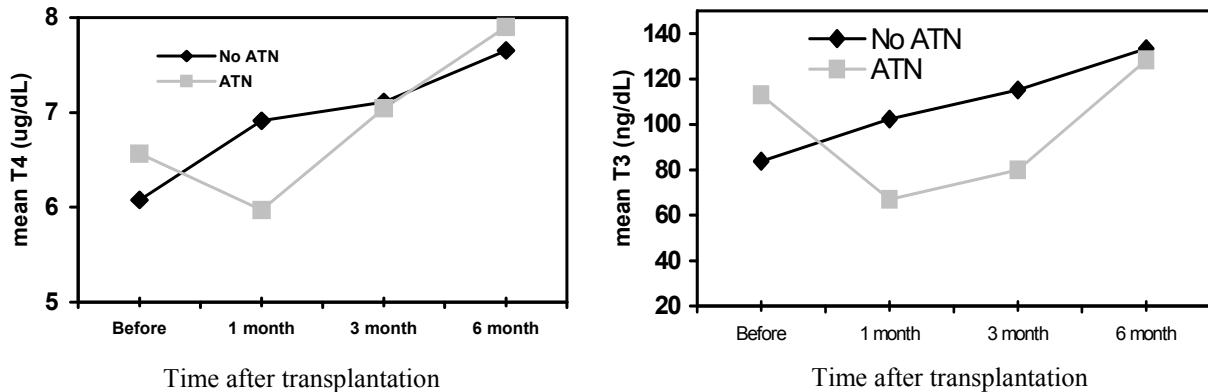 mean T4 (ug/dL)
8
7
6
5
No ATN
ATN
Before 1 month 3 month 6 month
Time after transplantation
mean T3 (ng/dL)
140
120
100
80
60
40
20
No ATN
ATN
Before 1 month 3 month 6 month
Time after transplantation